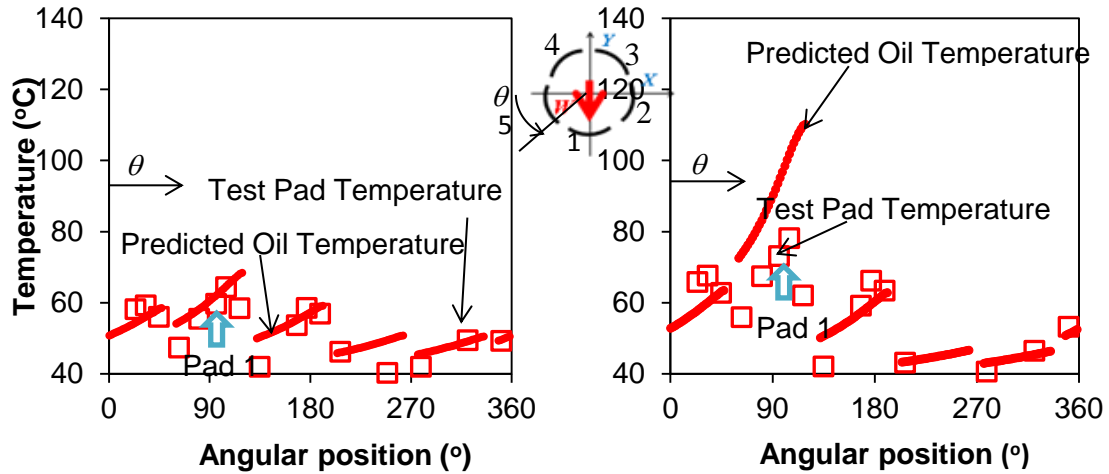 140
120
100
80
60
40
0
90
180
270
360
Temperature (ºC)
Angular position (º)
θ
Test Pad Temperature
Predicted Oil Temperature
Pad 1
4
Y
3
X
θ
W
2
5
1
140
120
100
80
60
40
0
90
180
270
360
Angular position (º)
θ
Predicted Oil Temperature
Test Pad Temperature
Pad 1